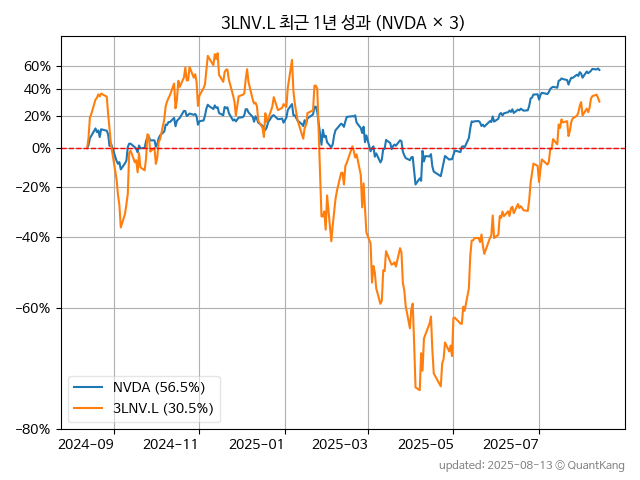 3LNV.L 최근 1년 성과 (NVDA × 3)
60%
40%
20%
0%
−20%
−40%
−60%
−80%
NVDA (56.5%)
3LNV.L (30.5%)
2024−09 2024−11 2025−01 2025−03 2025−05 2025−07
updated: 2025-08-13 © QuantKang